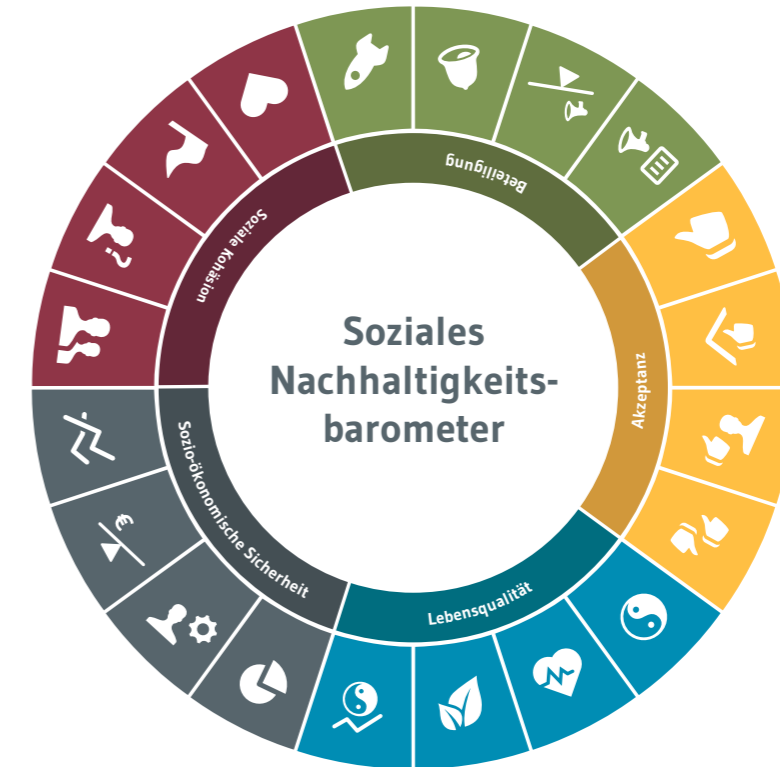 Soziales
Nachhaltigkeits-
barometer
Beteiligung
Akzeptanz
Lebensqualität
Sozio-ökonomische Sicherheit
Soziale Kohäsion
?
€